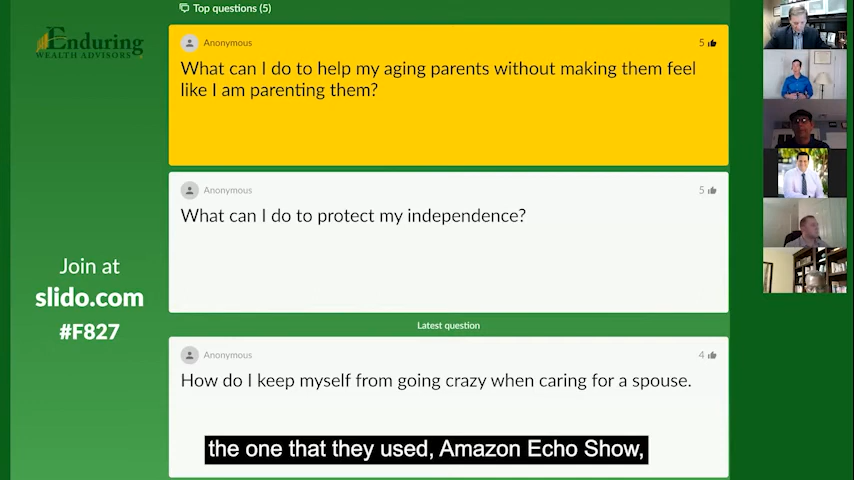 Top questions (5)
Enduring
WEALTH ADVISORS
Anonymous
5
What can I do to help my aging parents without making them feel
like I am parenting them?
Anonymous
5
What can I do to protect my independence?
Join at
slido.com
#F827
Latest question
Anonymous
4
How do I keep myself from going crazy when caring for a spouse.
the one that they used, Amazon Echo Show,